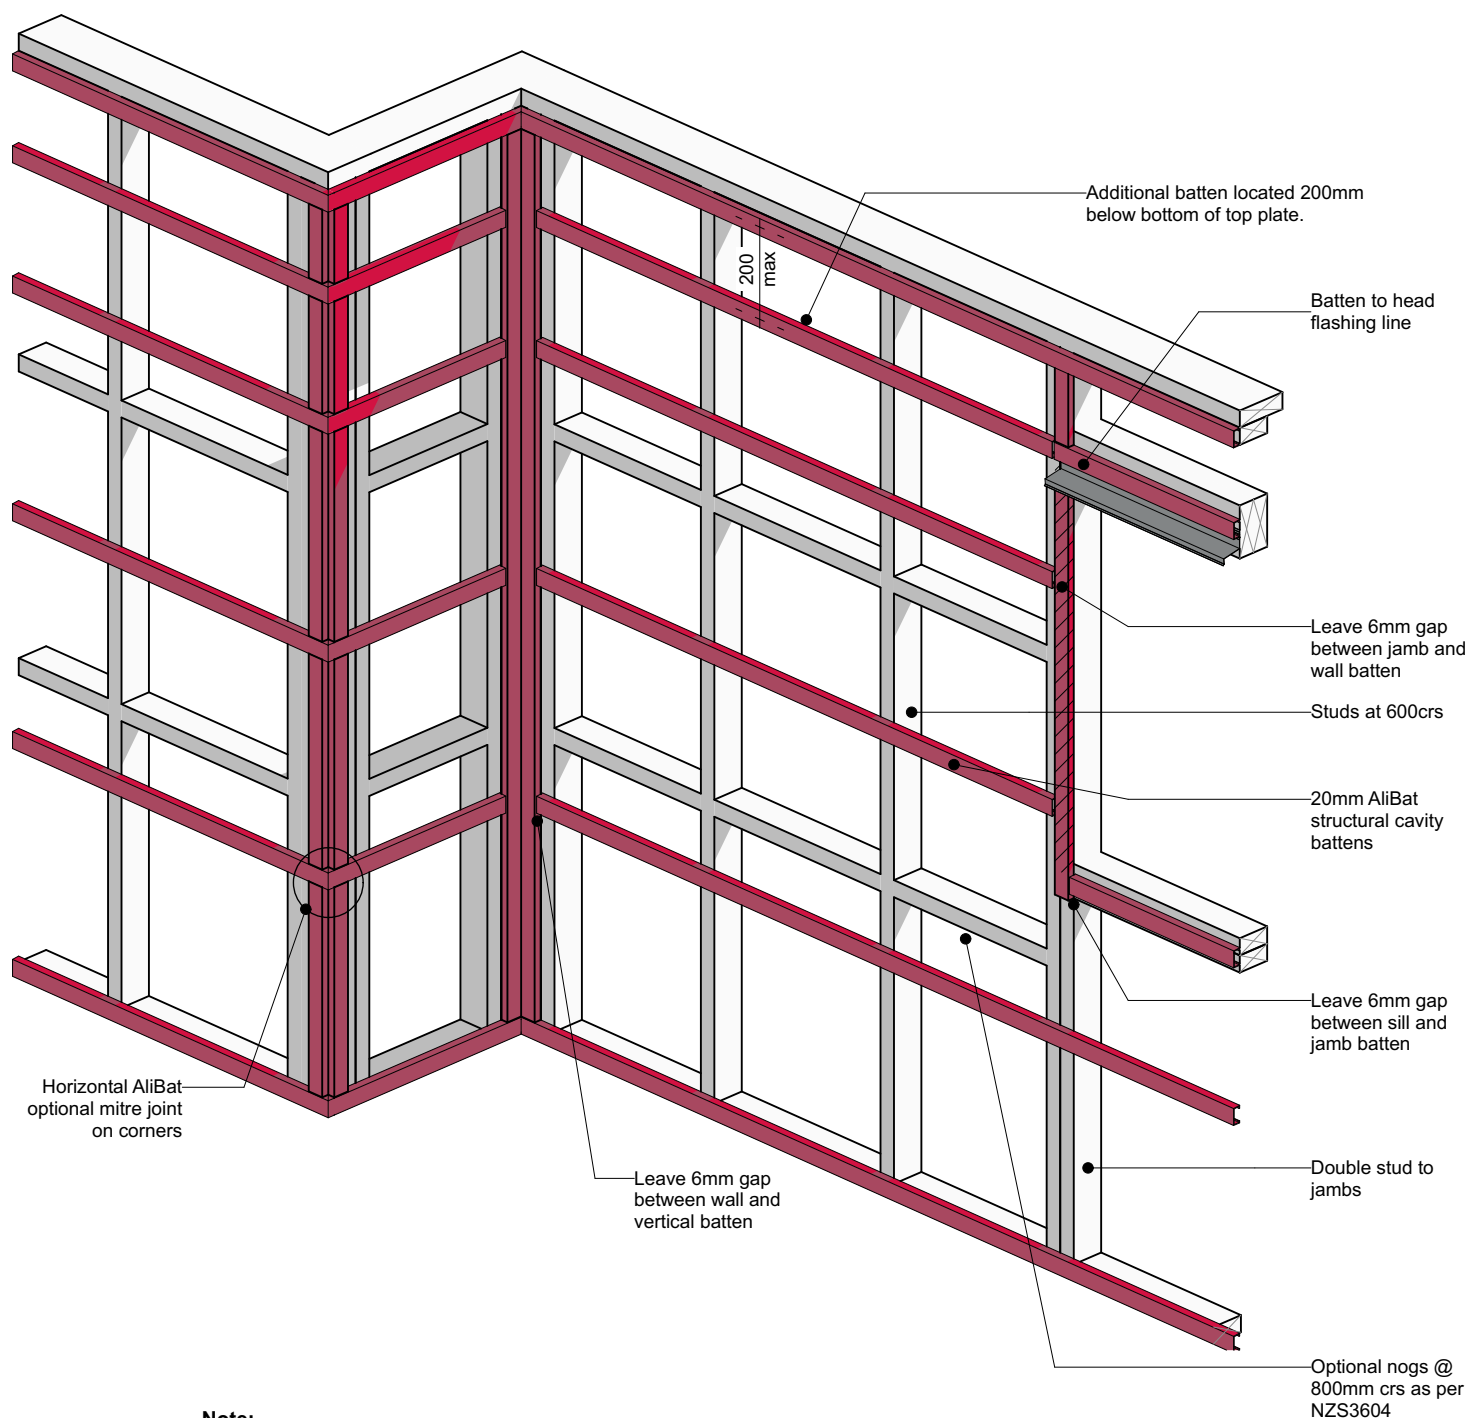 Additional batten located 200mm
below bottom of top plate.
200
max
Batten to head
flashing line
Leave 6mm gap
between jamb and
wall batten
Studs at 600crs
20mm AliBat
structural cavity
battens
Leave 6mm gap
between sill and
jamb batten
Horizontal AliBat
optional mitre joint
on corners
Leave 6mm gap
between wall and
vertical batten
Double stud to
jambs
Optional nogs @
800mm crs as per
NZS3604
Note: